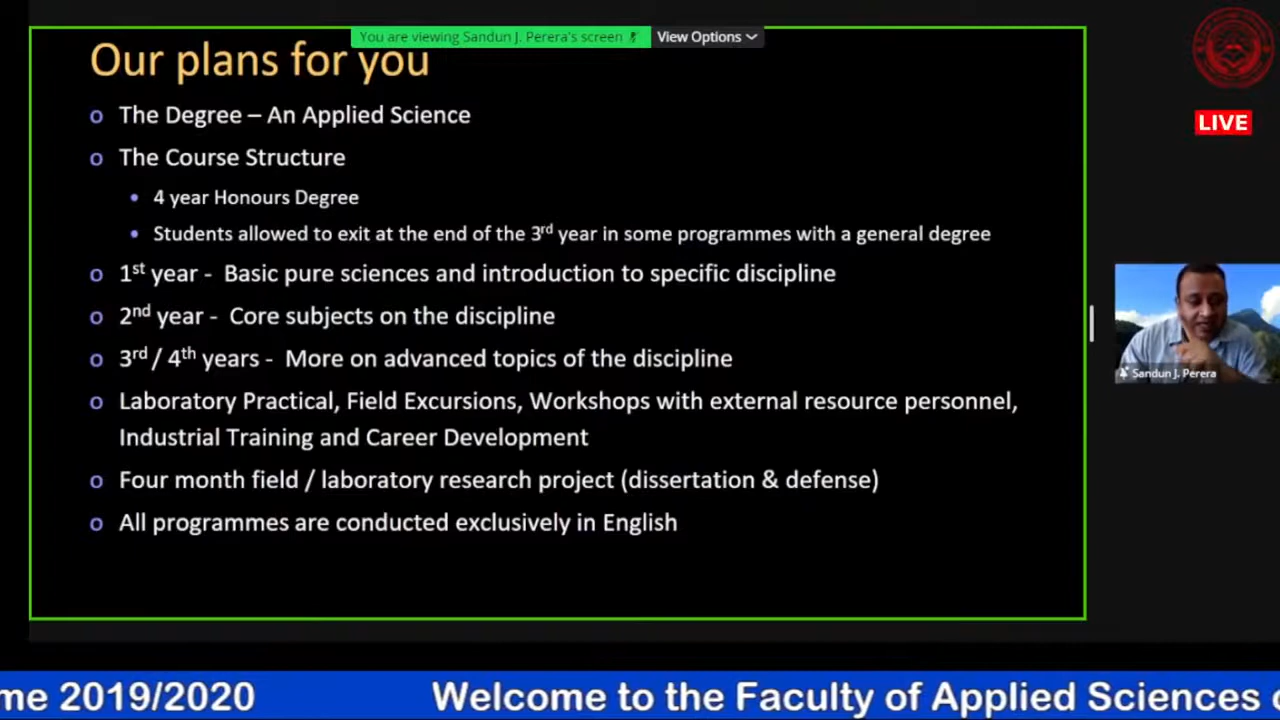 You are viewing Sandun J. Perera's screen
View Options
Our plans for you
LIVE
The Degree – An Applied Science
The Course Structure
4 year Honours Degree
Students allowed to exit at the end of the 3rd year in some programmes with a general degree
1st year - Basic pure sciences and introduction to specific discipline
2nd year - Core subjects on the discipline
3rd / 4th years - More on advanced topics of the discipline
Sandun J. Perera
Laboratory Practical, Field Excursions, Workshops with external resource personnel,
Industrial Training and Career Development
Four month field / laboratory research project (dissertation & defense)
All programmes are conducted exclusively in English
me 2019/2020 Welcome to the Faculty of Applied Sciences